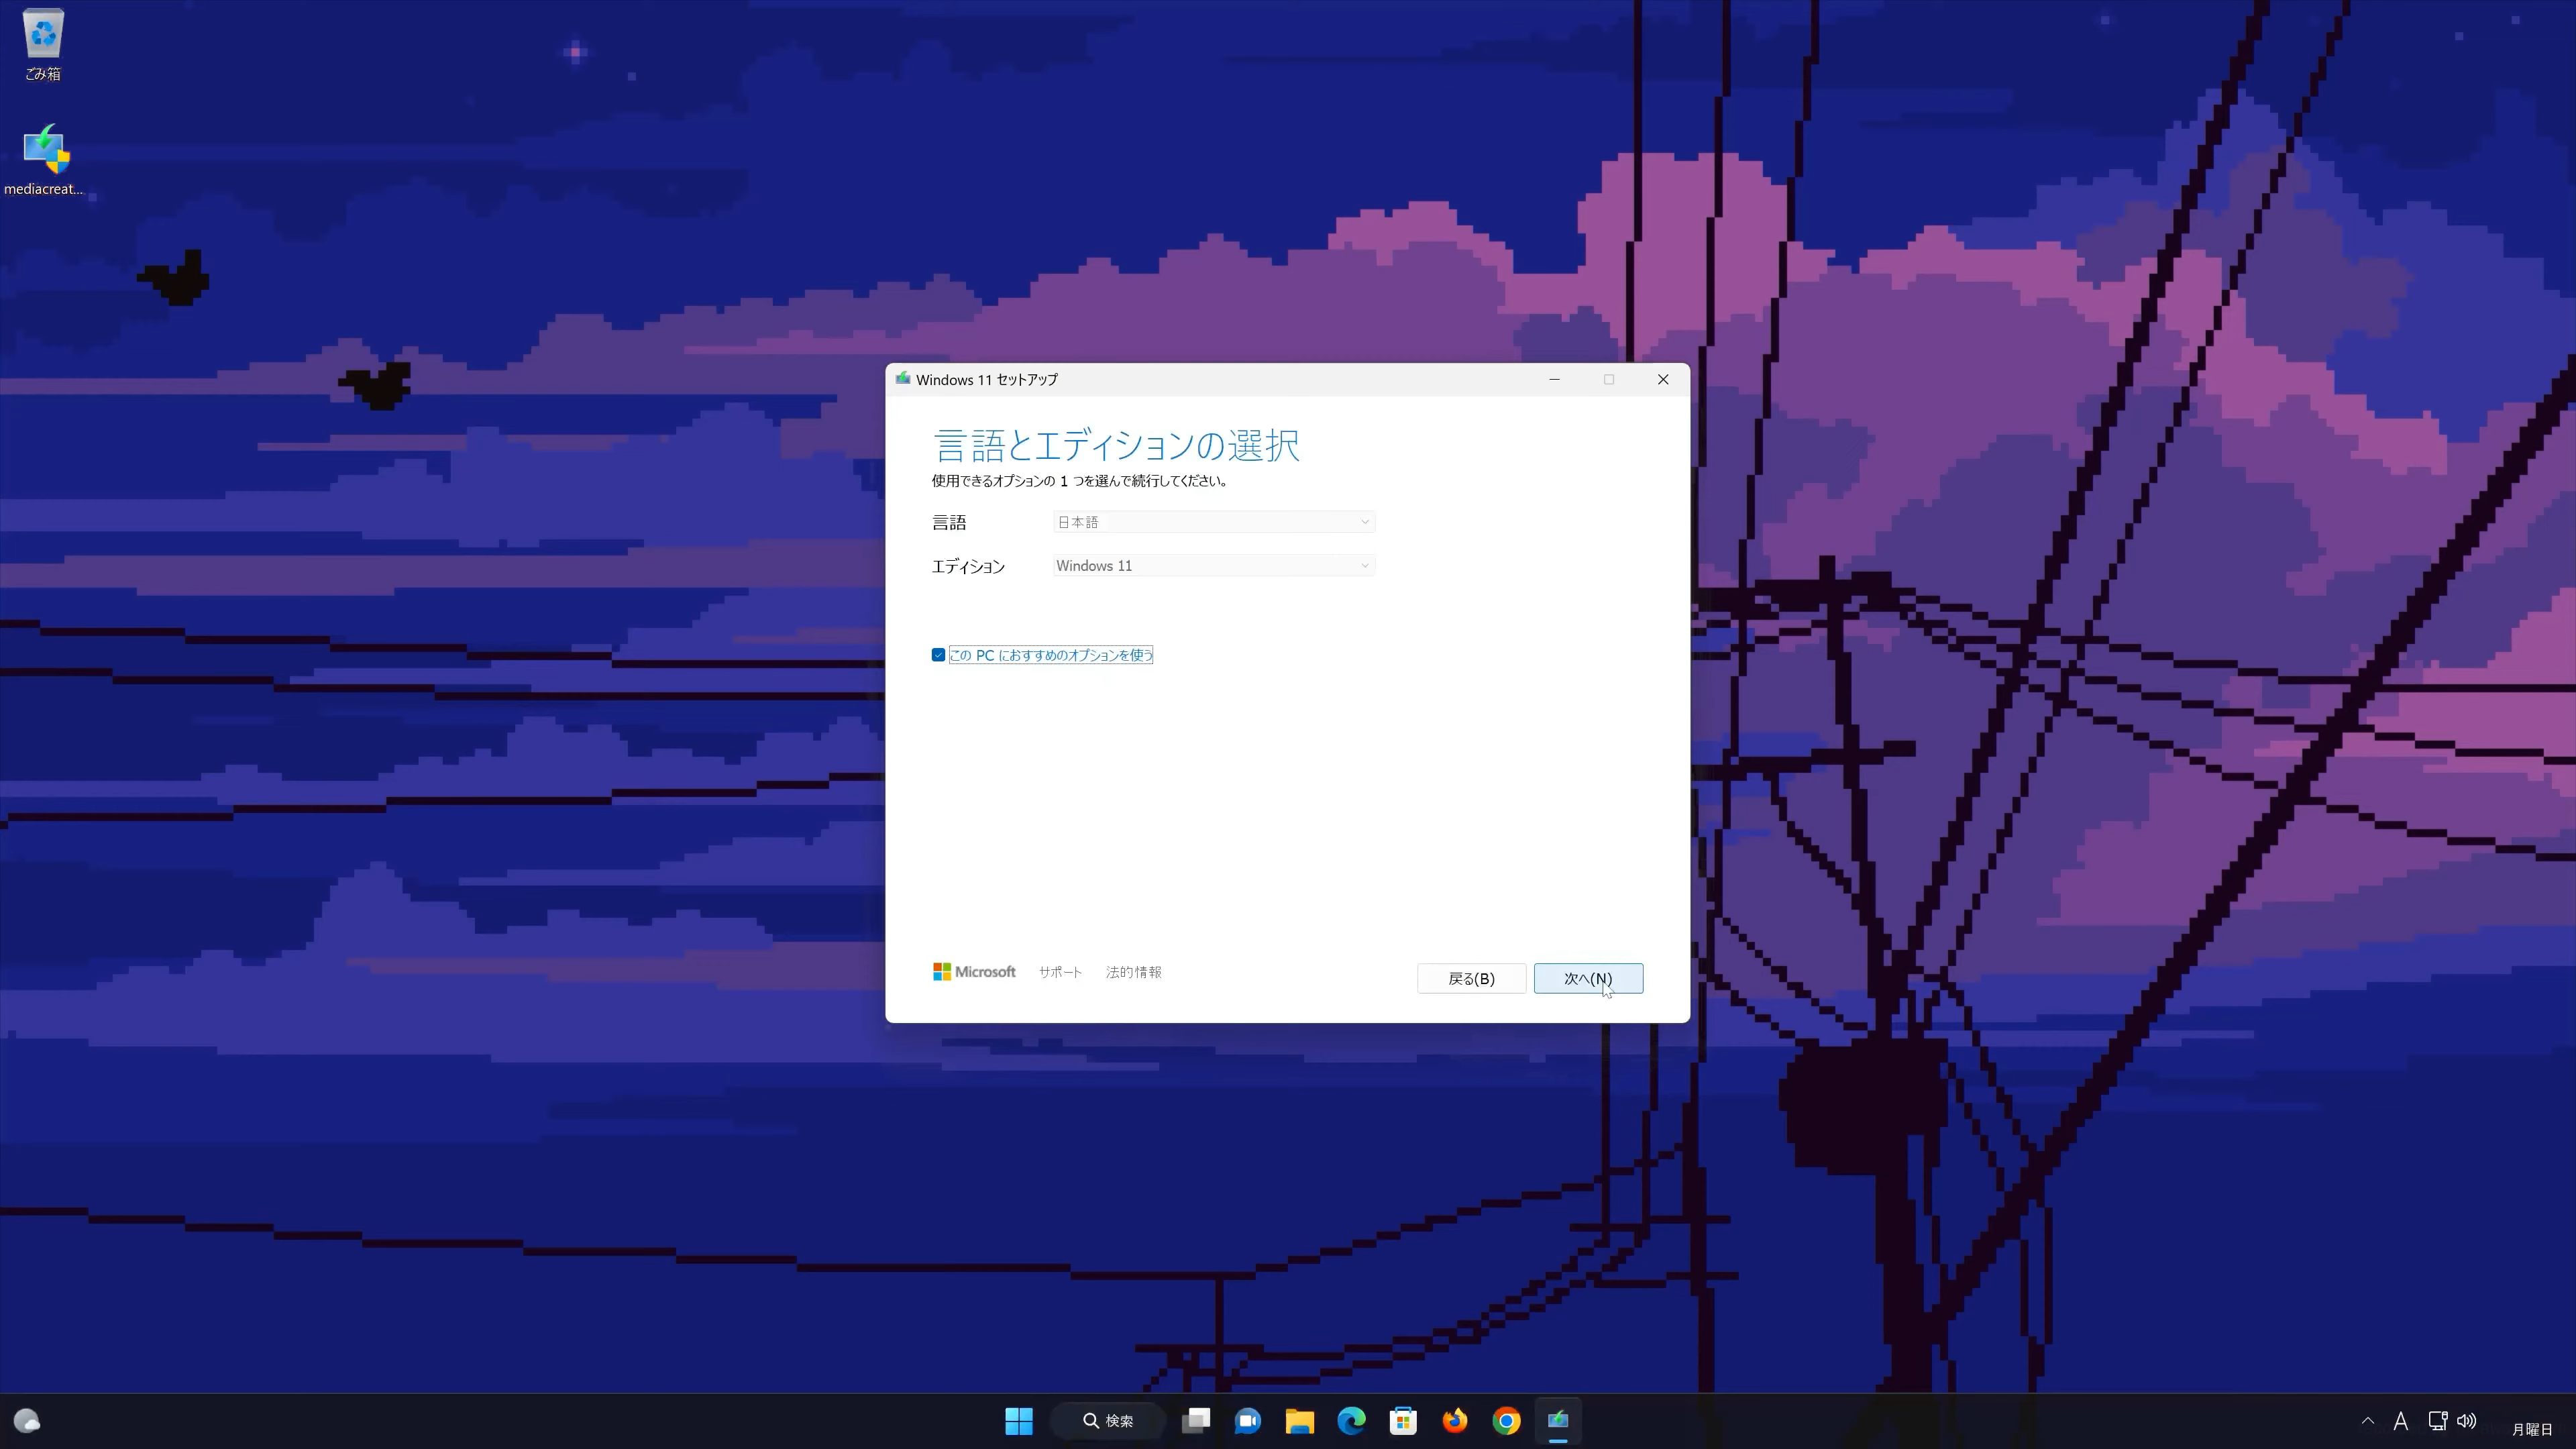 ごみ箱
mediacreat...
Windows 11 セットアップ
言語とエディションの選択
使用できるオプションの 1 つを選んで続行してください。
言語
日本語
エディション
Windows 11
この PC におすすめのオプションを使う
Microsoft
サポート
法的情報
戻る(B)
次へ(N)
検索
A
月曜日